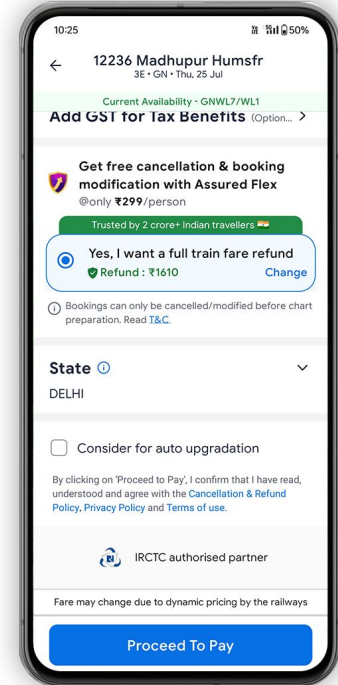 10:25
50%
12236 Madhupur Humsfr
3E • GN • Thu, 25 Jul
Current Availability - GNWL7/WL1
Add GST for Tax Benefits (Option...
Get free cancellation & booking
modification with Assured Flex
@only ₹299/person
Trusted by 2 crore+ Indian travellers
Yes, I want a full train fare refund
Refund : ₹1610 Change
Bookings can only be cancelled/modified before chart
preparation. Read T&C
State
DELHI
Consider for auto upgradation
By clicking on 'Proceed to Pay', I confirm that I have read,
understood and agree with the Cancellation & Refund
Policy, Privacy Policy and Terms of use.
IRCTC authorised partner
Fare may change due to dynamic pricing by the railways
Proceed To Pay